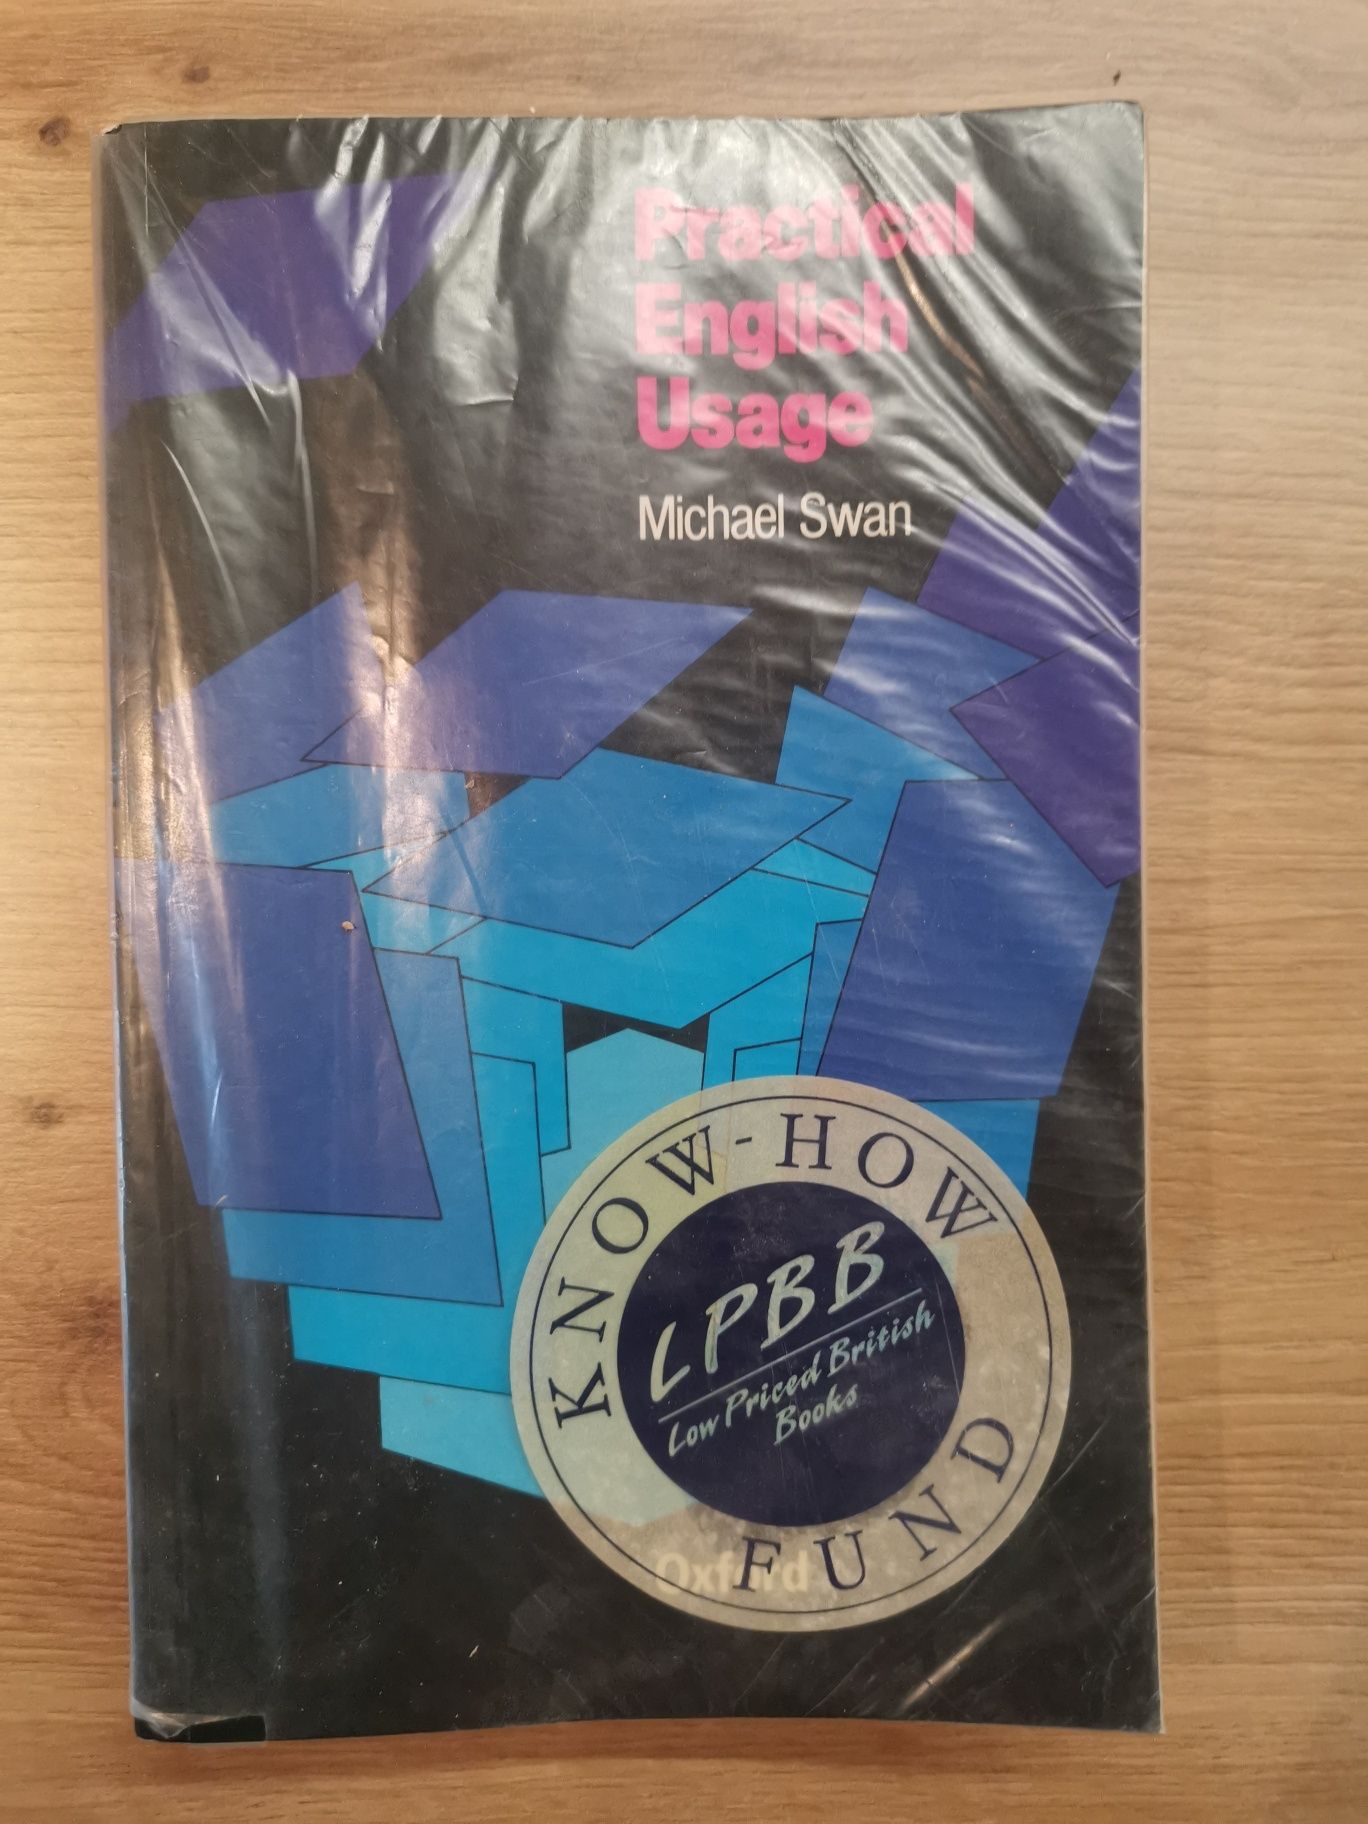 Practical
English
Usage
Michael Swan
KNOW-HOW
LPBB
Low Priced British
Books
FUND
Oxford